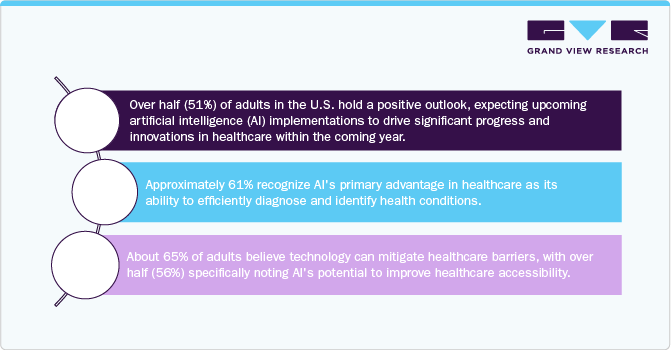 GRAND VIEW RESEARCH
Over half (51%) of adults in the U.S. hold a positive outlook, expecting upcoming
artificial intelligence (AI) implementations to drive significant progress and
innovations in healthcare within the coming year.
Approximately 61% recognize AI's primary advantage in healthcare as its
ability to efficiently diagnose and identify health conditions.
About 65% of adults believe technology can mitigate healthcare barriers, with over
half (56%) specifically noting AI's potential to improve healthcare accessibility.